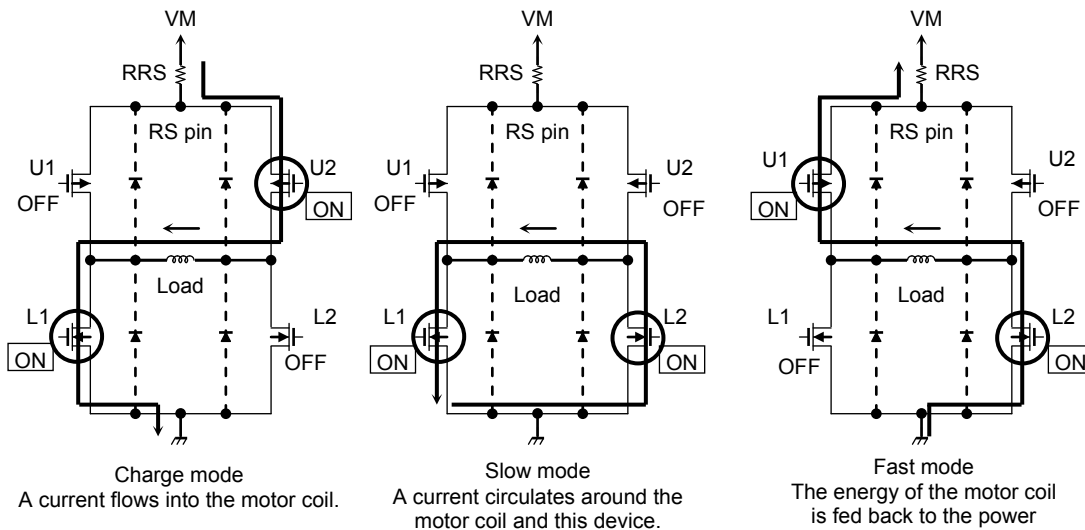 VM
RRS
RS pin
U1
U2
OFF
ON
Load
L1
L2
ON
OFF
Charge mode
A current flows into the motor coil.
VM
RRS
RS pin
U1
U2
OFF
OFF
Load
L1
L2
ON
ON
Slow mode
A current circulates around the
motor coil and this device.
VM
RRS
RS pin
U1
U2
ON
OFF
Load
L1
L2
OFF
ON
Fast mode
The energy of the motor coil
is fed back to the power